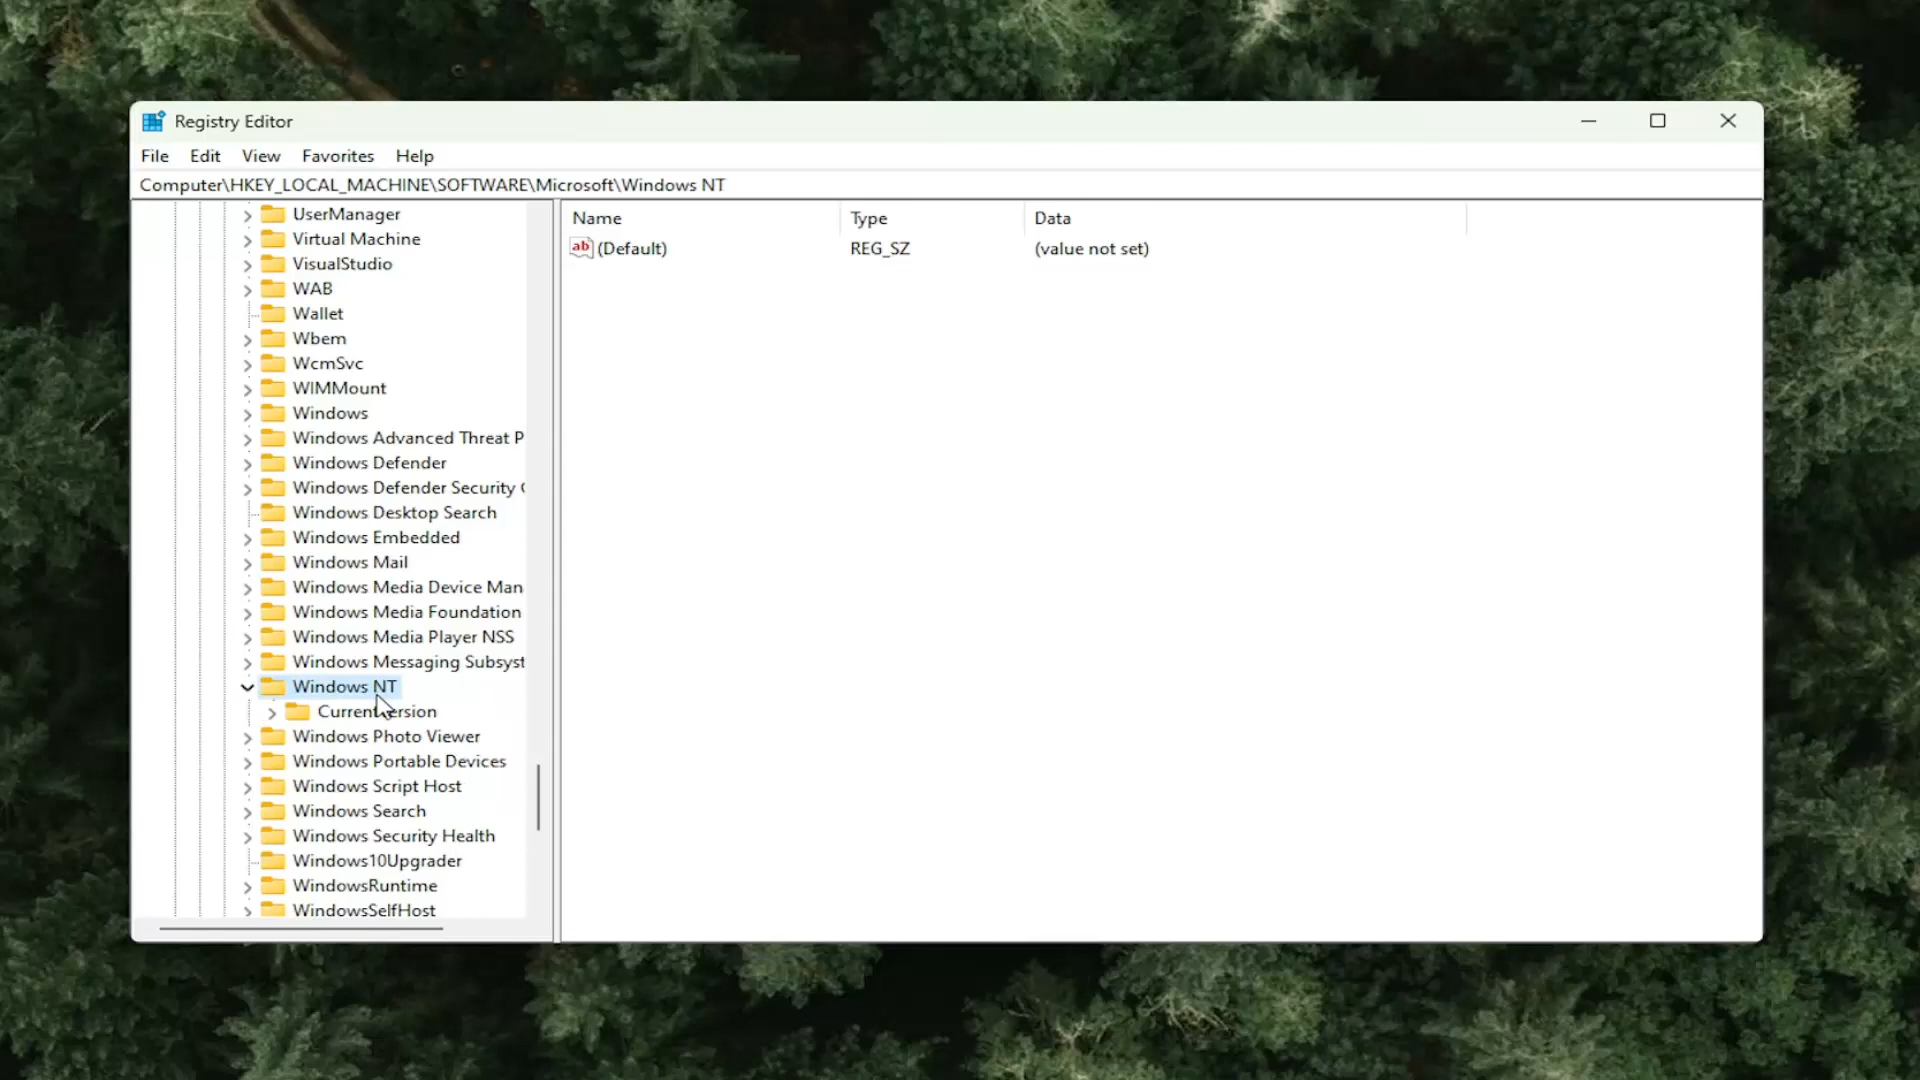 Registry Editor
File Edit View Favorites Help
Computer\HKEY_LOCAL_MACHINE\SOFTWARE\Microsoft\Windows NT
Name Type Data
ab (Default) REG_SZ (value not set)
UserManager
Virtual Machine
VisualStudio
WAB
Wallet
Wbem
WcmSvc
WIMMount
Windows
Windows Advanced Threat P
Windows Defender
Windows Defender Security
Windows Desktop Search
Windows Embedded
Windows Mail
Windows Media Device Man
Windows Media Foundation
Windows Media Player NSS
Windows Messaging Subsyst
Windows NT
CurrentVersion
Windows Photo Viewer
Windows Portable Devices
Windows Script Host
Windows Search
Windows Security Health
Windows10Upgrader
WindowsRuntime
WindowsSelfHost